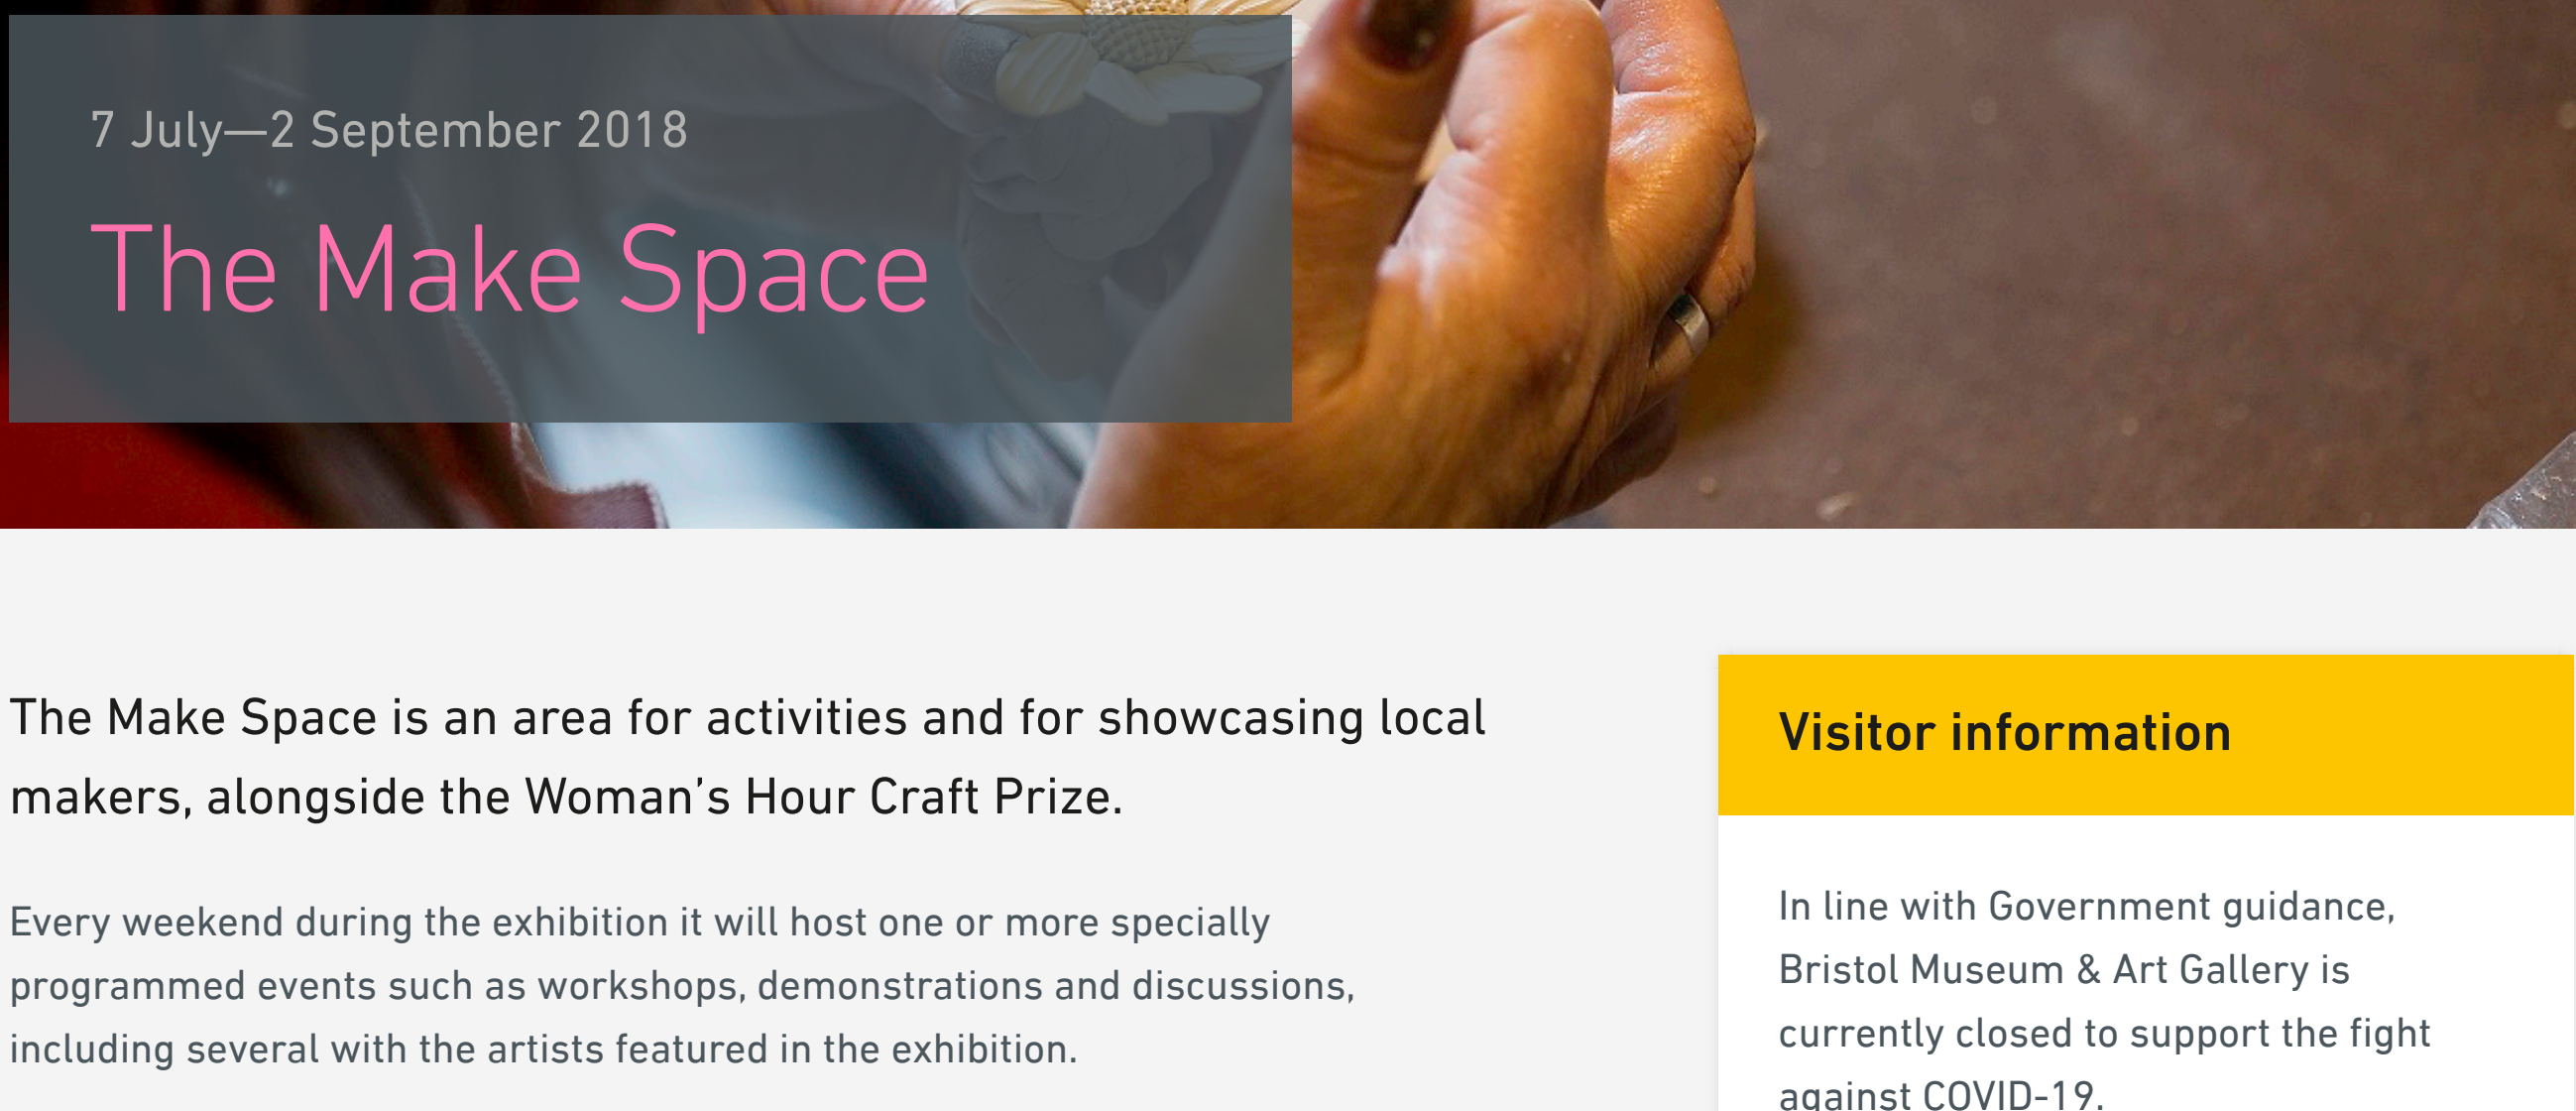 7 July—2 September 2018
The Make Space
The Make Space is an area for activities and for showcasing local
makers, alongside the Woman’s Hour Craft Prize.
Every weekend during the exhibition it will host one or more specially
programmed events such as workshops, demonstrations and discussions,
including several with the artists featured in the exhibition.
Visitor information
In line with Government guidance,
Bristol Museum & Art Gallery is
currently closed to support the fight
against COVID-19.